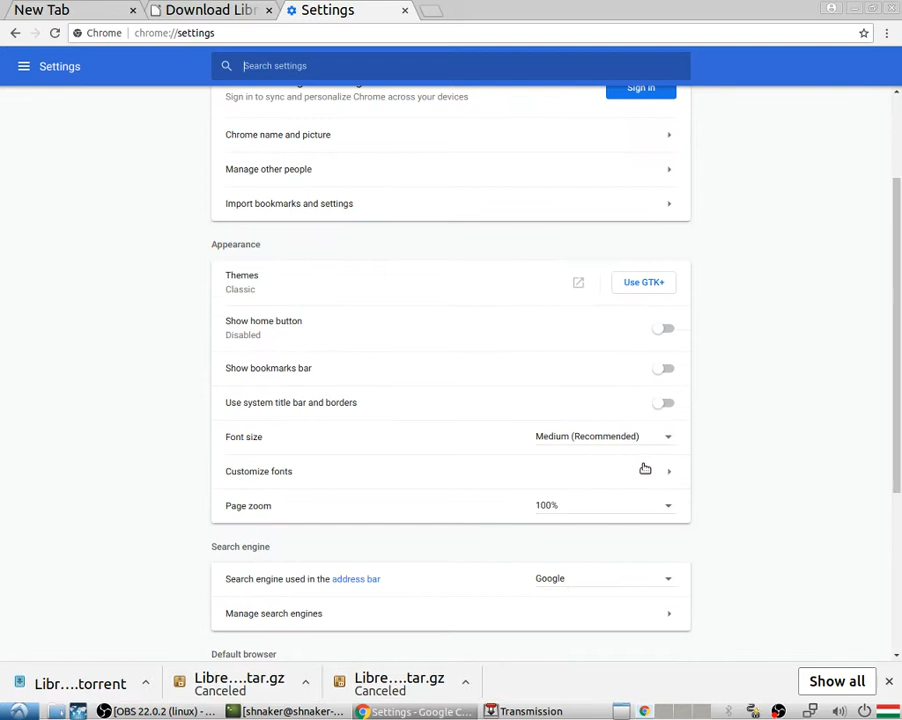 New Tab
Download Libr
Settings
Chrome
chrome://settings
Settings
Search settings
Sign in to sync and personalize Chrome across your devices
Sign in
Chrome name and picture
Manage other people
Import bookmarks and settings
Appearance
Themes
Classic
Use GTK+
Show home button
Disabled
Show bookmarks bar
Use system title bar and borders
Font size
Medium (Recommended)
Customize fonts
Page zoom
100%
Search engine
Search engine used in the address bar
Google
Manage search engines
Default browser
Libr....torrent
Libre....tar.gz
Canceled
Libre....tar.gz
Canceled
Show all
[OBS 22.0.2 (linux) - ...
[shnaker@shnaker-...
Settings - Google C...
Transmission